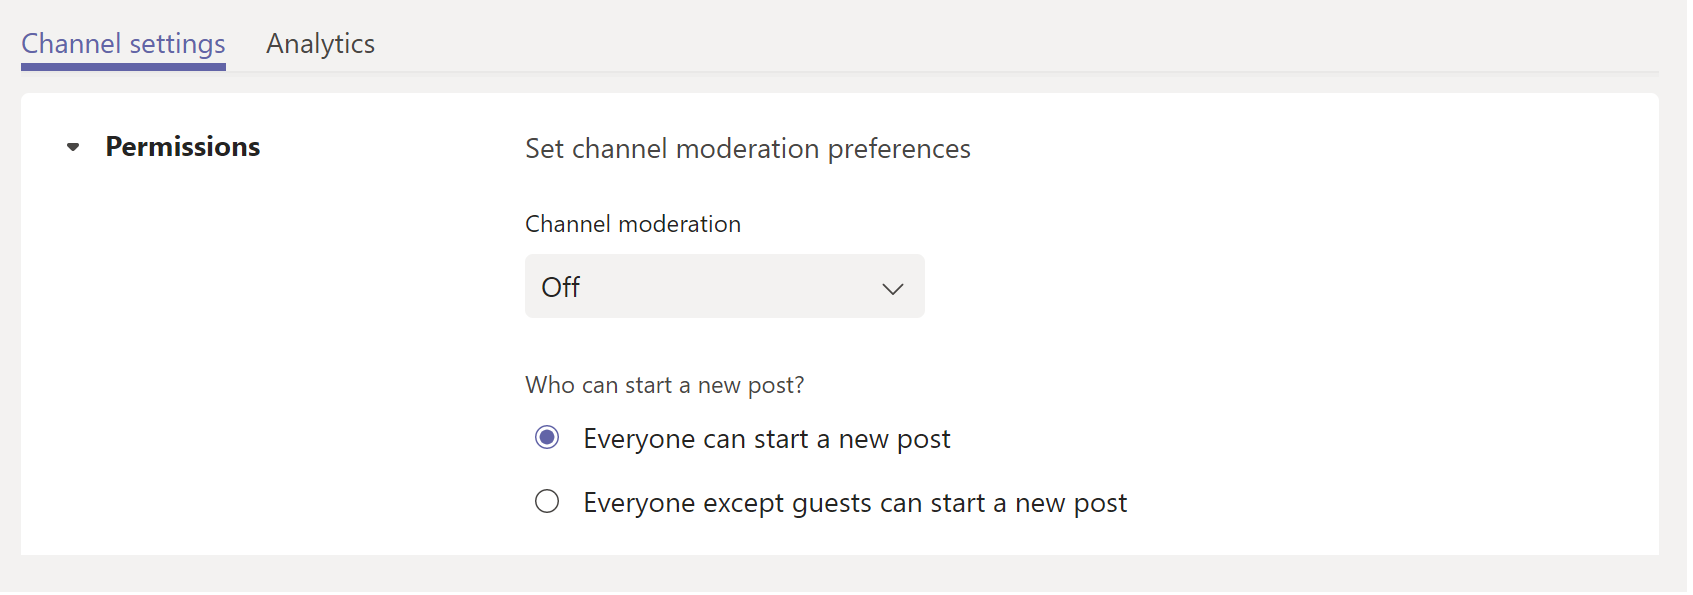 Channel settings Analytics
Permissions
Set channel moderation preferences
Channel moderation
Off
Who can start a new post?
Everyone can start a new post
Everyone except guests can start a new post